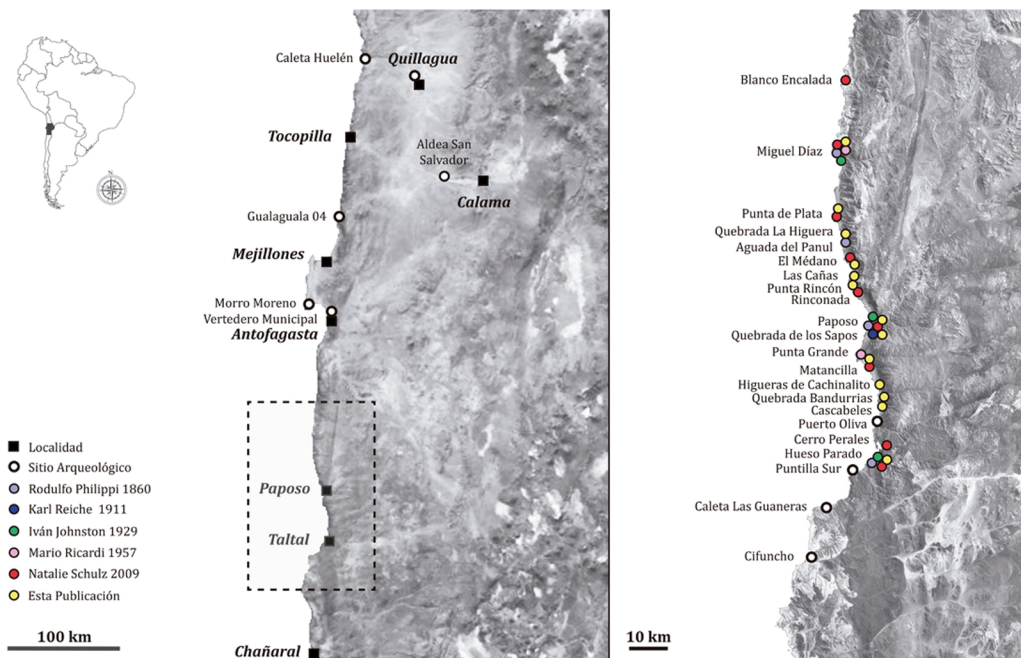 Caleta Huelén
Quillagua
Tocopilla
Aldea San
Salvador
Calama
Gualaguala 04
Mejillones
Morro Moreno
Vertedero Municipal
Antofagasta
Paposo
Taltal
Chañaral
Localidad
Sitio Arqueológico
Rodulfo Philippi 1860
Karl Reiche 1911
Iván Johnston 1929
Mario Ricardi 1957
Natalie Schulz 2009
Esta Publicación
100 km
Blanco Encalada
Miguel Díaz
Punta de Plata
Quebrada La Higuera
Aguada del Panul
El Médano
Las Cañas
Punta Rincón
Rinconada
Paposo
Quebrada de los Sapos
Punta Grande
Matancilla
Higueras de Cachinalito
Quebrada Bandurrias
Cascabeles
Puerto Oliva
Cerro Perales
Hueso Parado
Puntilla Sur
Caleta Las Guaneras
Cifuncho
10 km